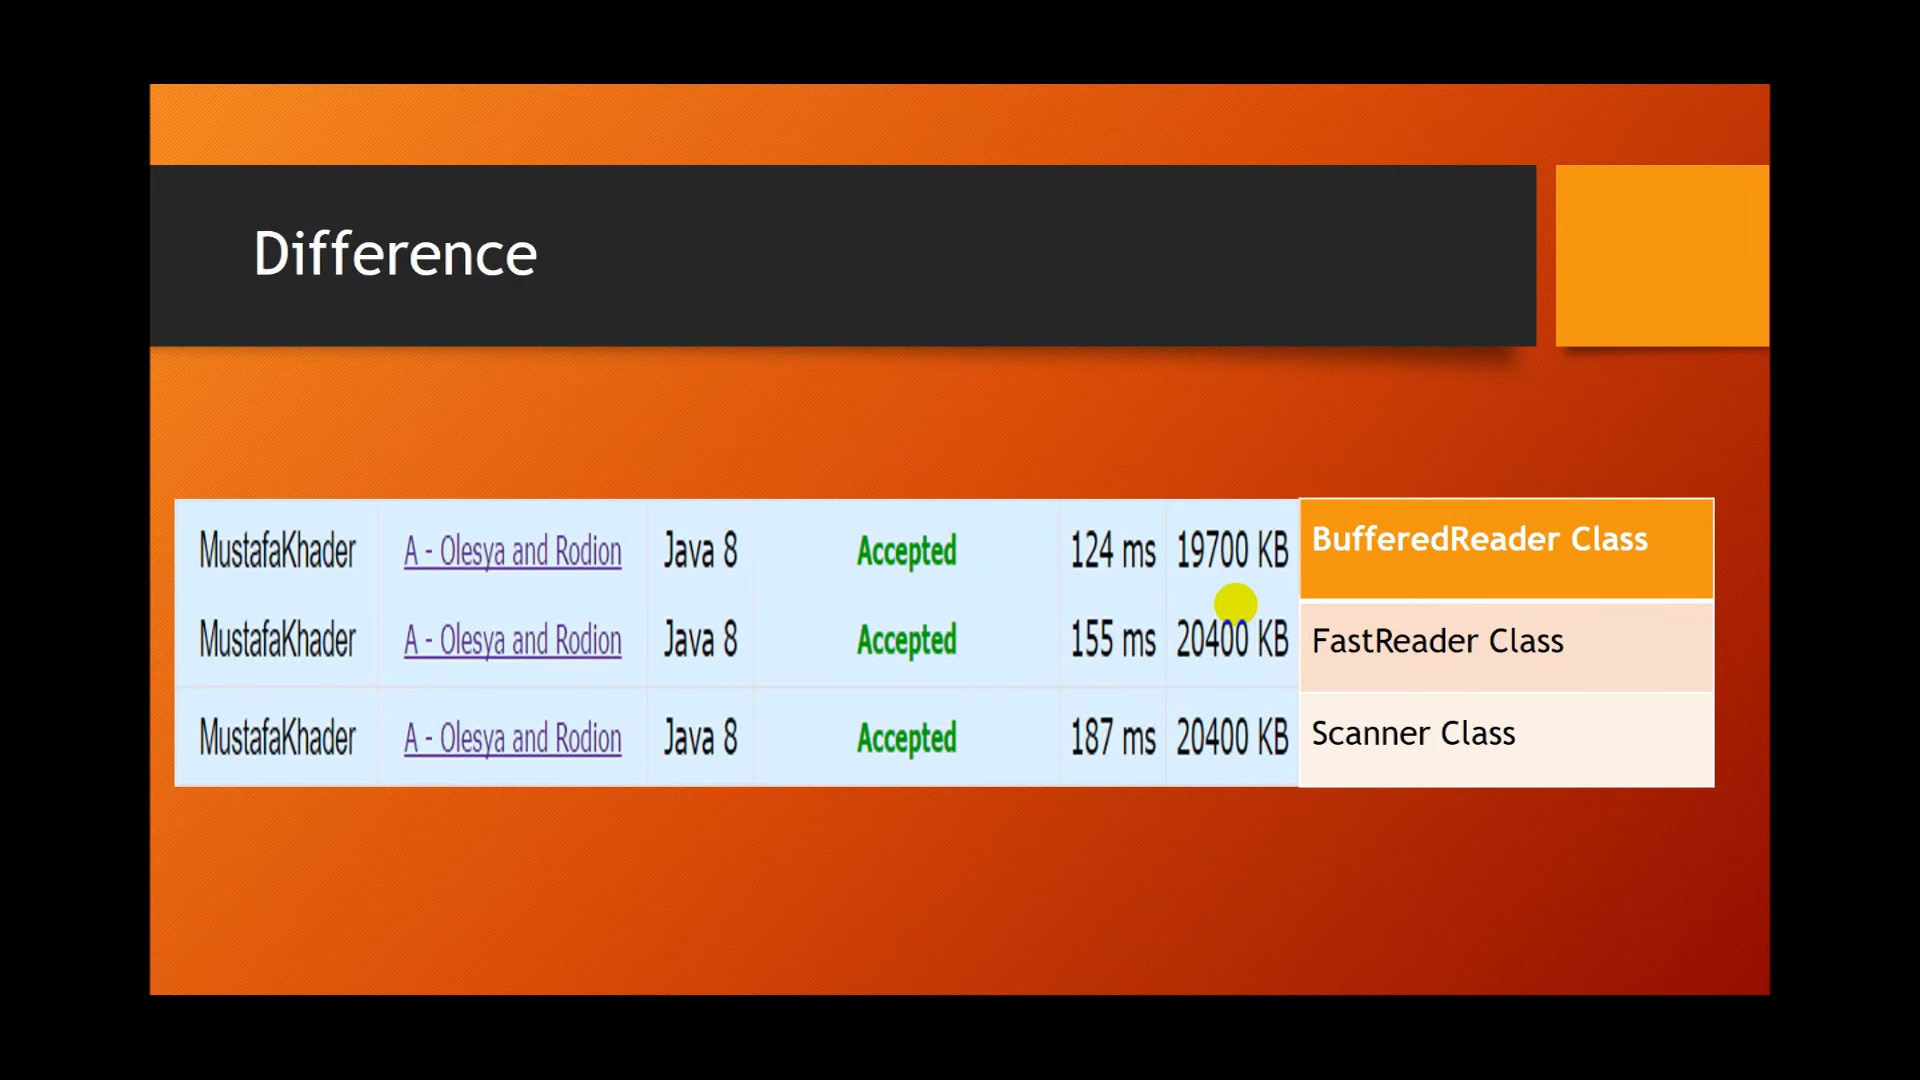 Difference
MustafaKhader A - Olesya and Rodion Java 8 Accepted 124 ms 19700 KB BufferedReader Class
MustafaKhader A - Olesya and Rodion Java 8 Accepted 155 ms 20400 KB FastReader Class
MustafaKhader A - Olesya and Rodion Java 8 Accepted 187 ms 20400 KB Scanner Class